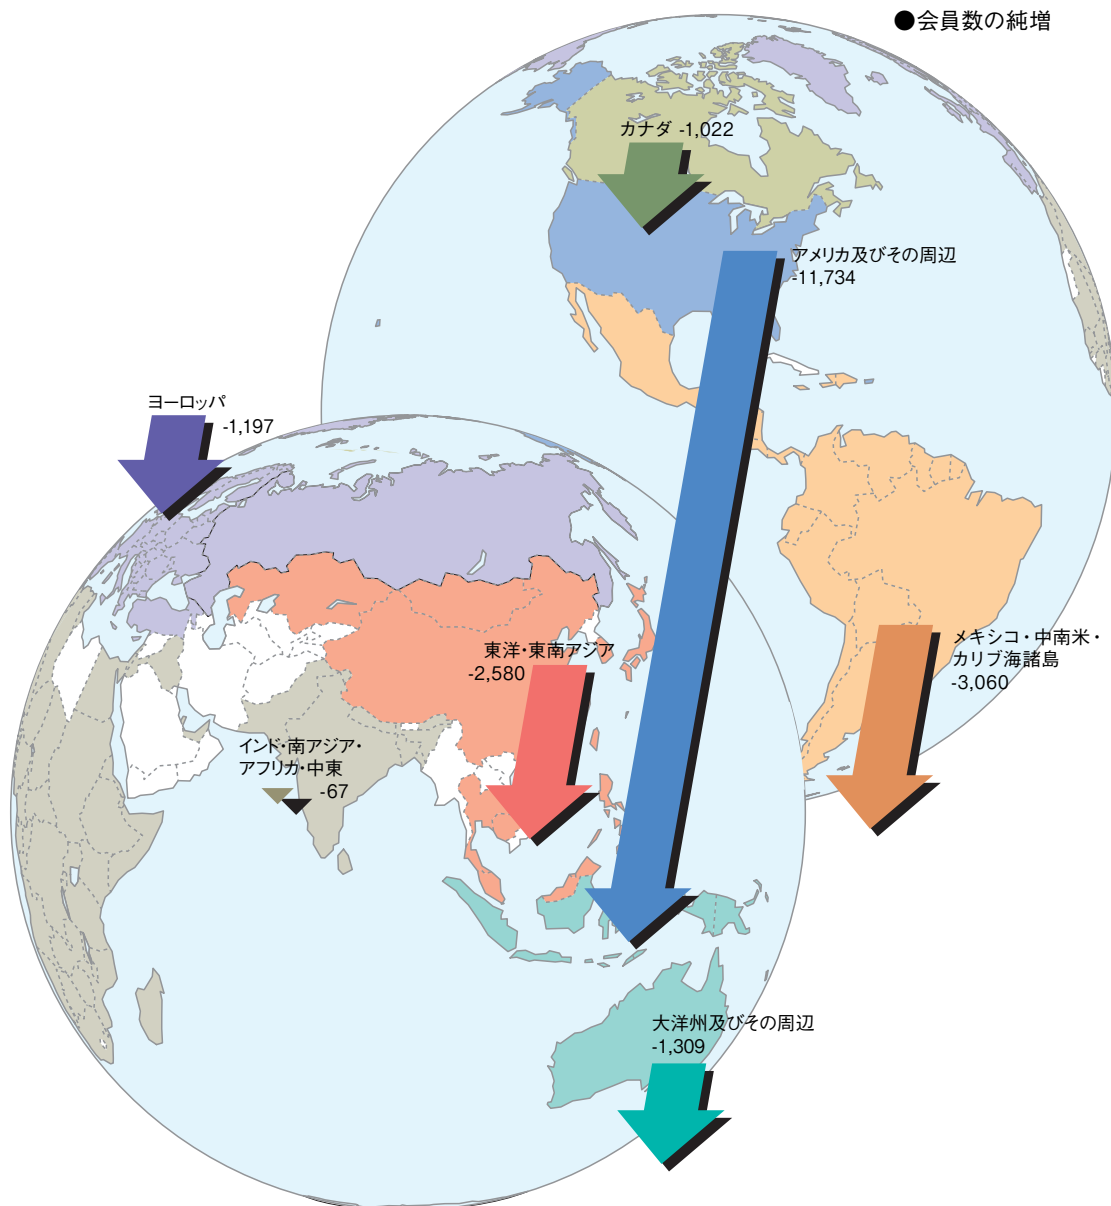 ●会員数の純増
カナダ -1,022
アメリカ及びその周辺
-11,734
ヨーロッパ
-1,197
メキシコ・中南米・
カリブ海諸島
-3,060
東洋・東南アジア
-2,580
インド・南アジア・
アフリカ・中東
-67
大洋州及びその周辺
-1,309